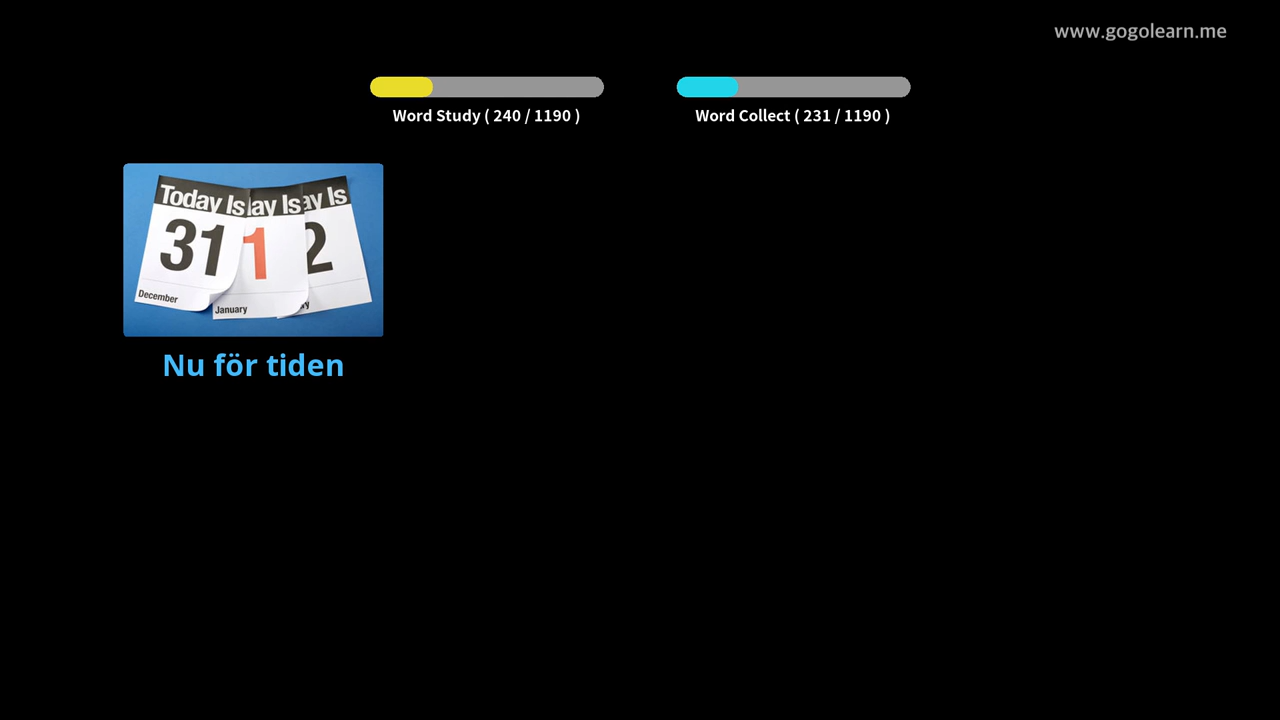 www.gogolearn.me
Word Study ( 240 / 1190 )
Word Collect ( 231 / 1190 )
Today Is
ay Is
ay Is
31
1
2
December
January
ry
Nu för tiden